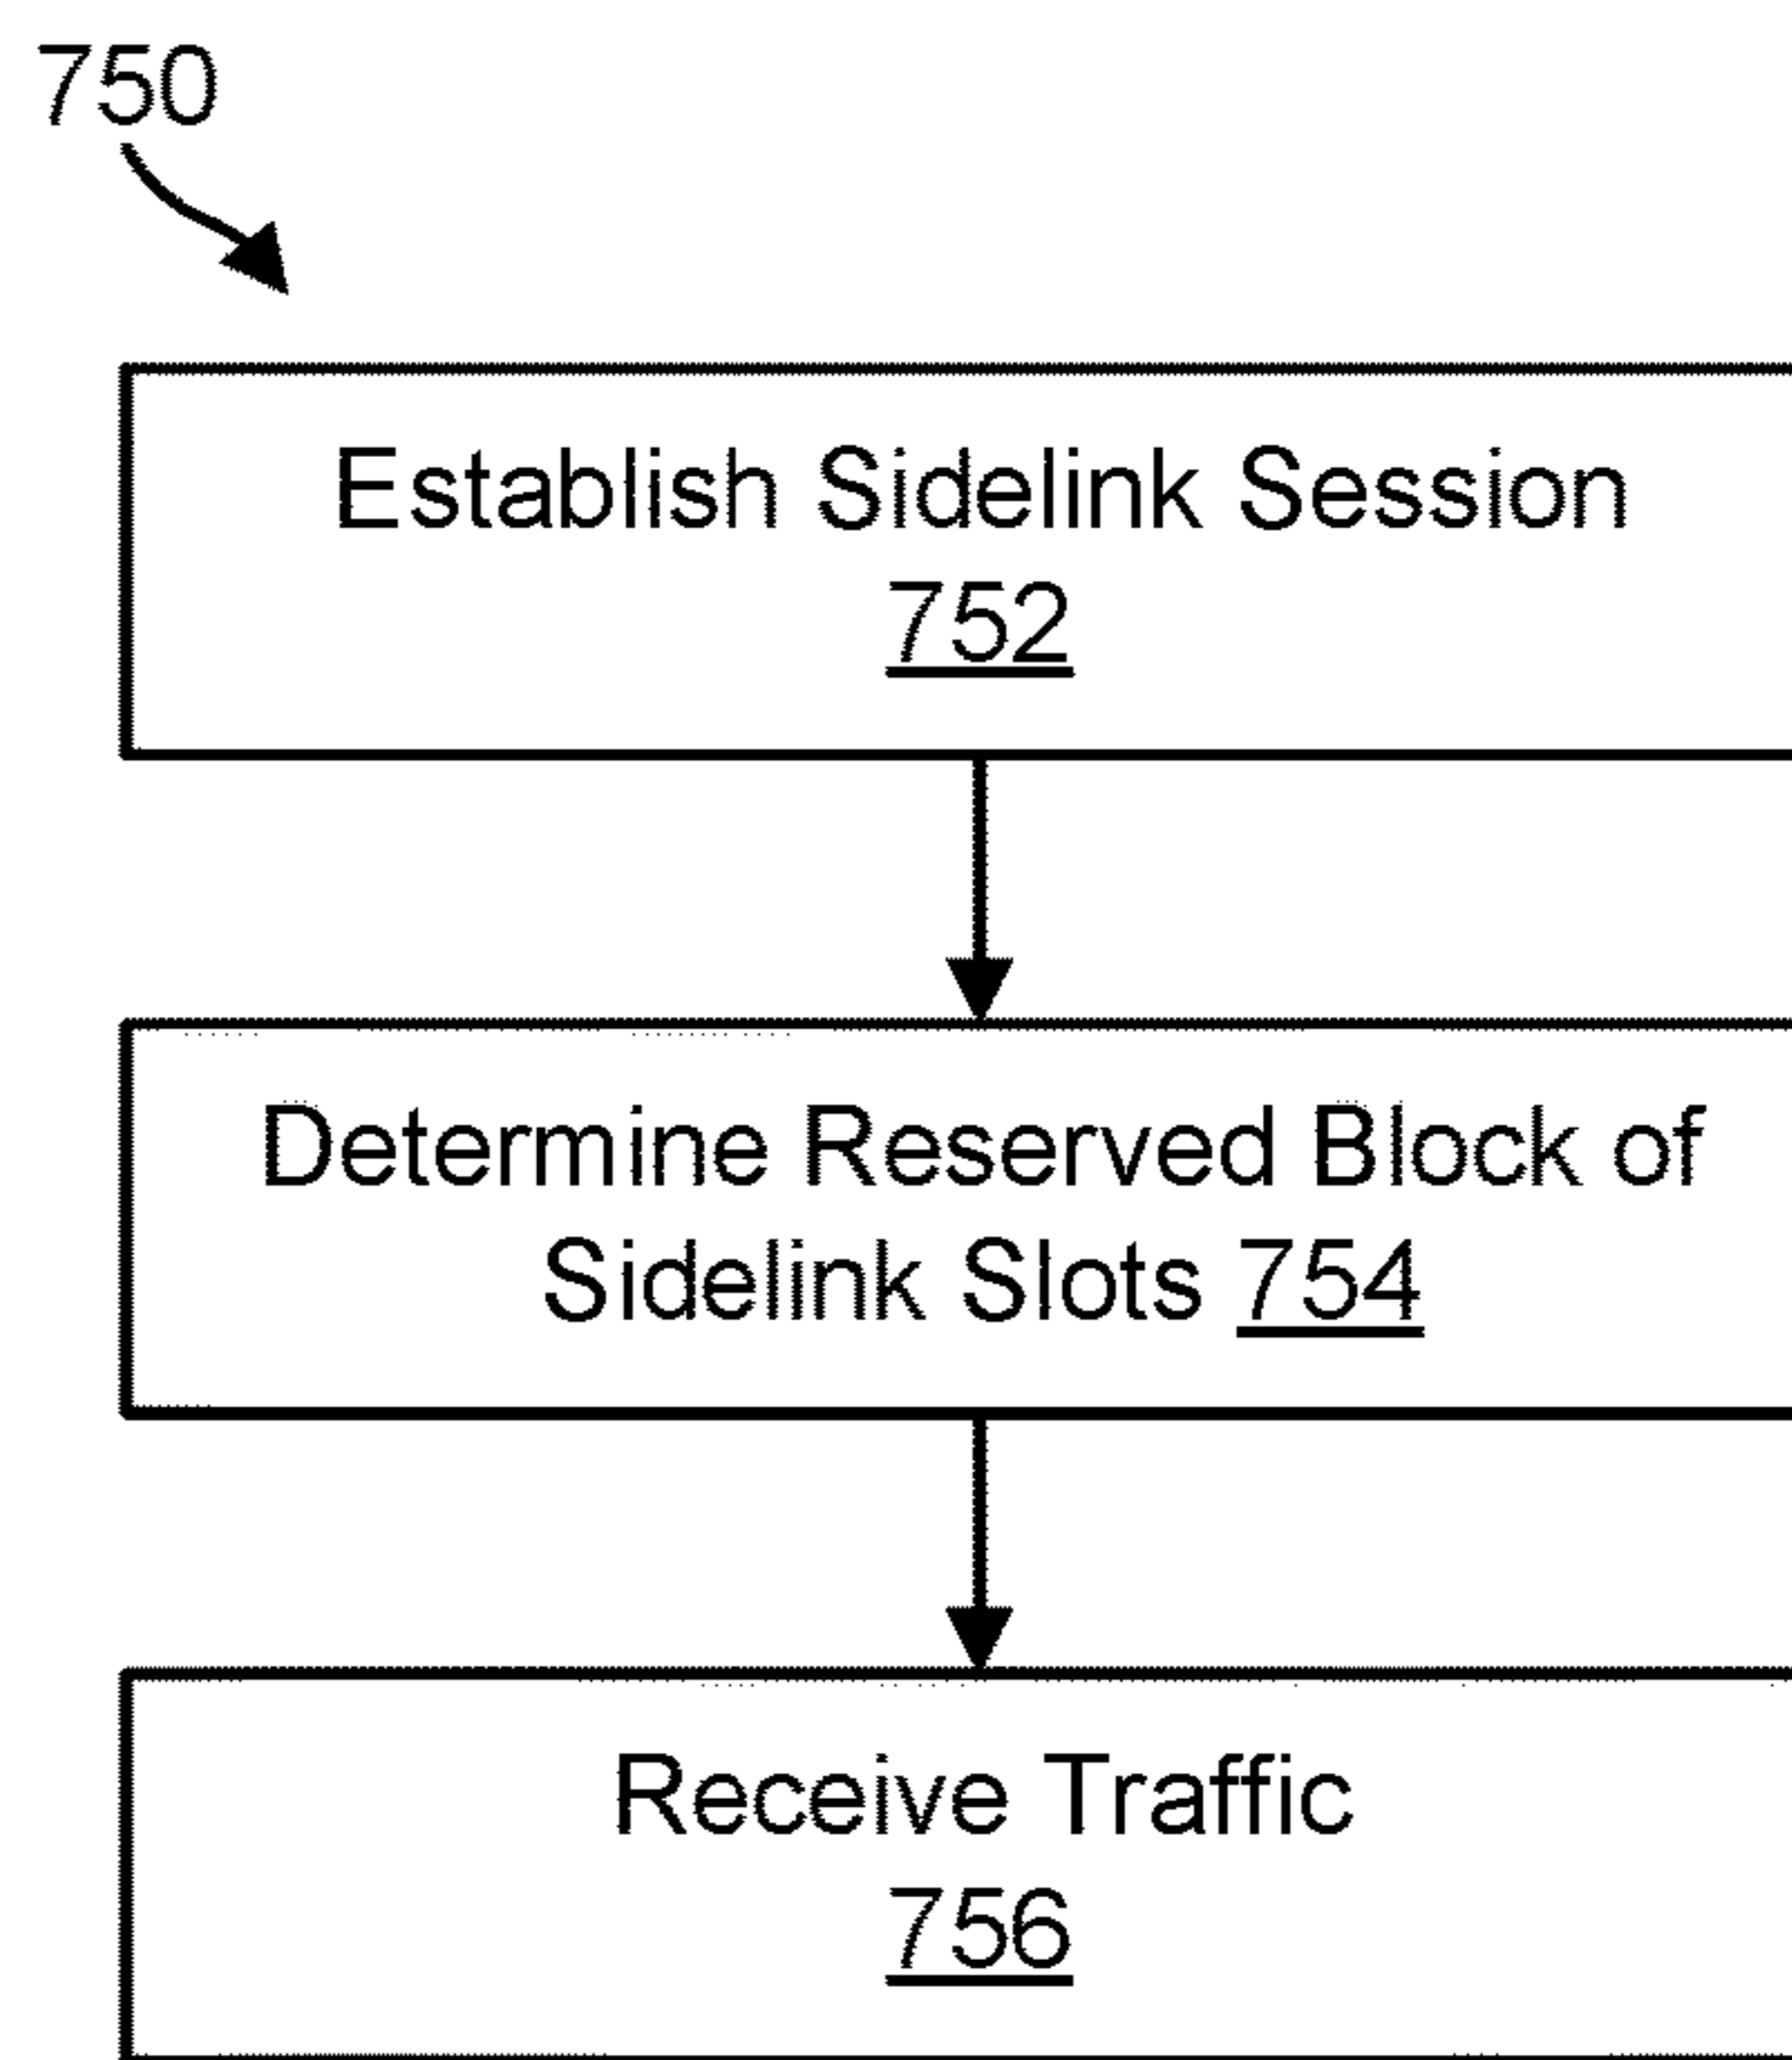 750
Establish Sidelink Session
752
Determine Reserved Block of
Sidelink Slots 754
Receive Traffic
756